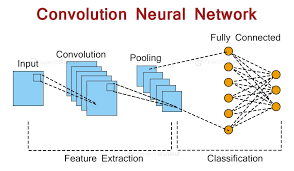 Convolution Neural Network
Fully Connected
Convolution
Pooling
Input
Feature Extraction
Classification